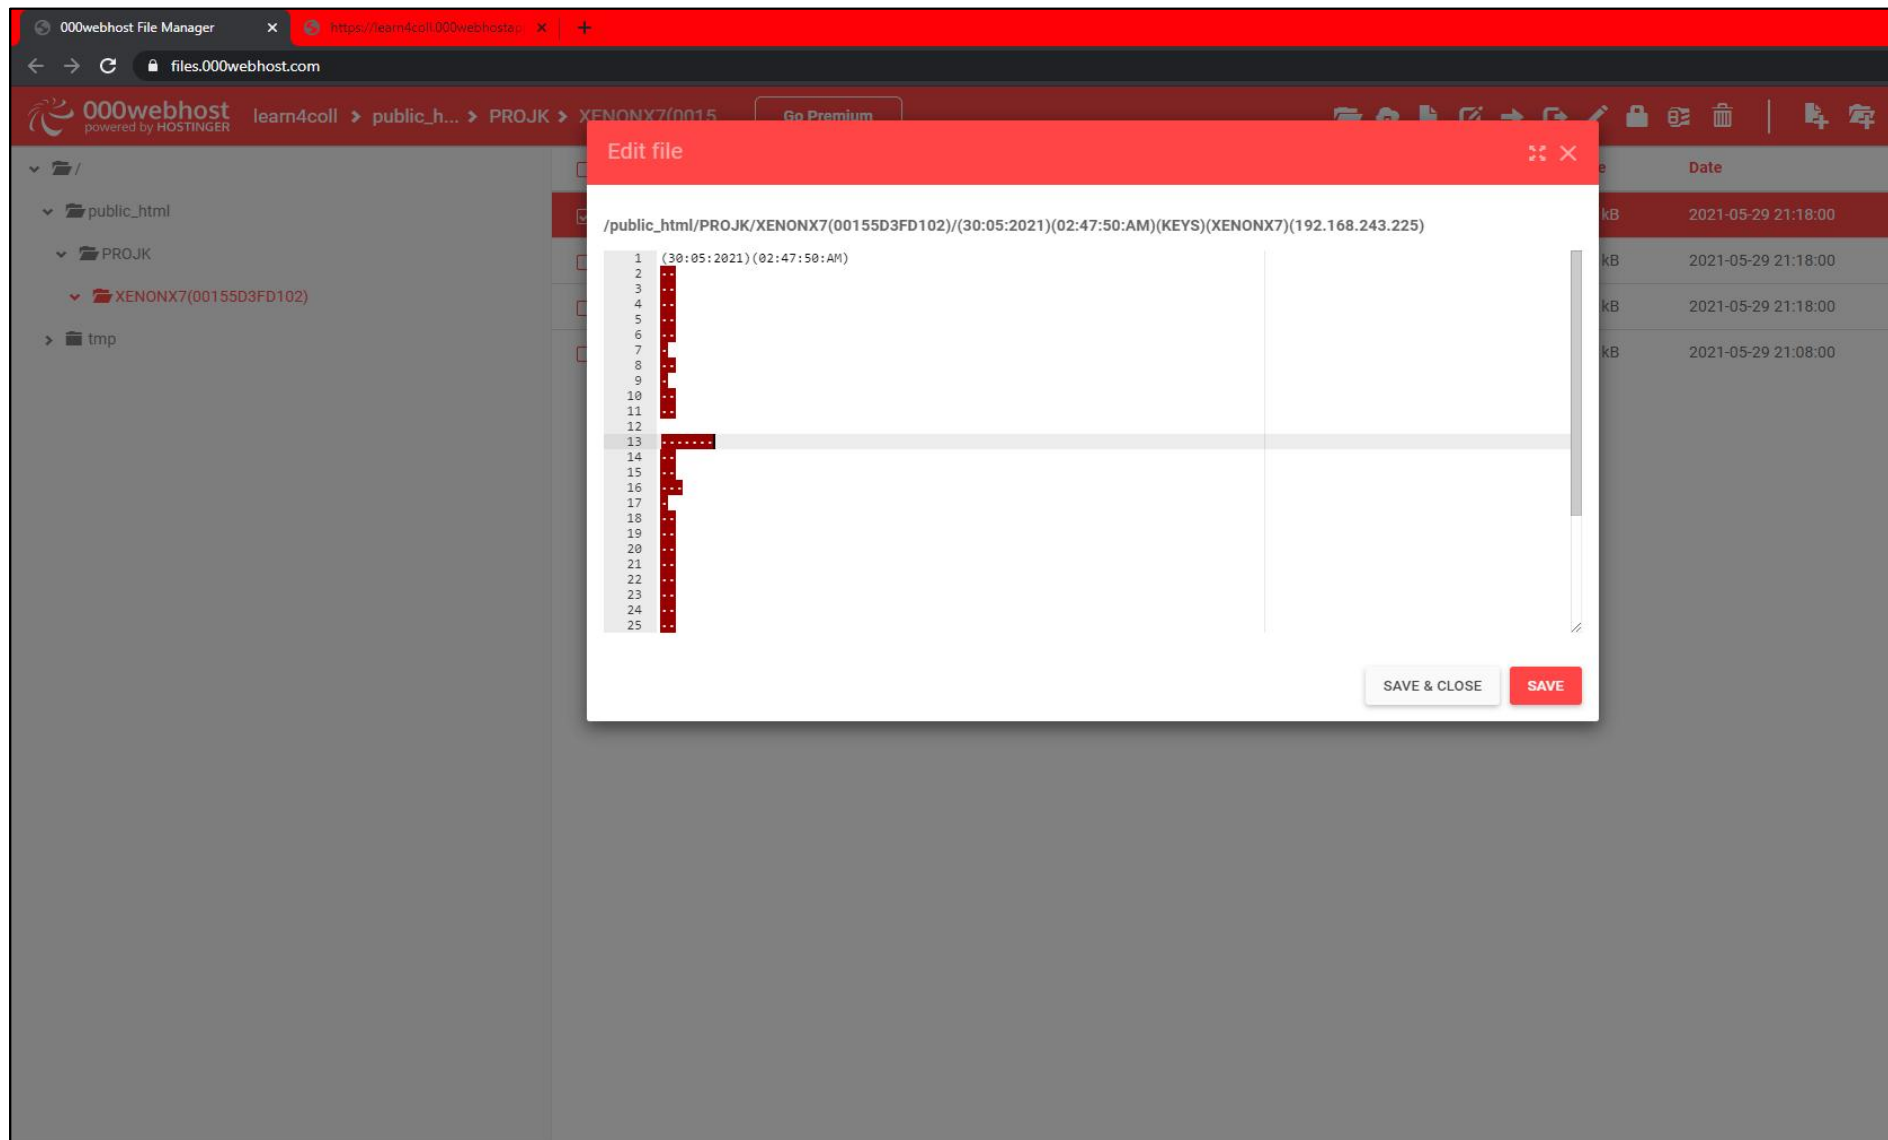 000webhost File Manager
https://learn4coll.000webhostap
files.000webhost.com
000webhost
powered by HOSTINGER
learn4coll > public_h... > PROJK > XENONX7(0015
Go Premium
/
public_html
PROJK
XENONX7(00155D3FD102)
tmp
Edit file
/public_html/PROJK/XENONX7(00155D3FD102)/(30:05:2021)(02:47:50:AM)(KEYS)(XENONX7)(192.168.243.225)
1 (30:05:2021)(02:47:50:AM)
2
3
4
5
6
7
8
9
10
11
12
13
14
15
16
17
18
19
20
21
22
23
24
25
SAVE & CLOSE
SAVE
Date
kB 2021-05-29 21:18:00
kB 2021-05-29 21:18:00
kB 2021-05-29 21:18:00
kB 2021-05-29 21:08:00